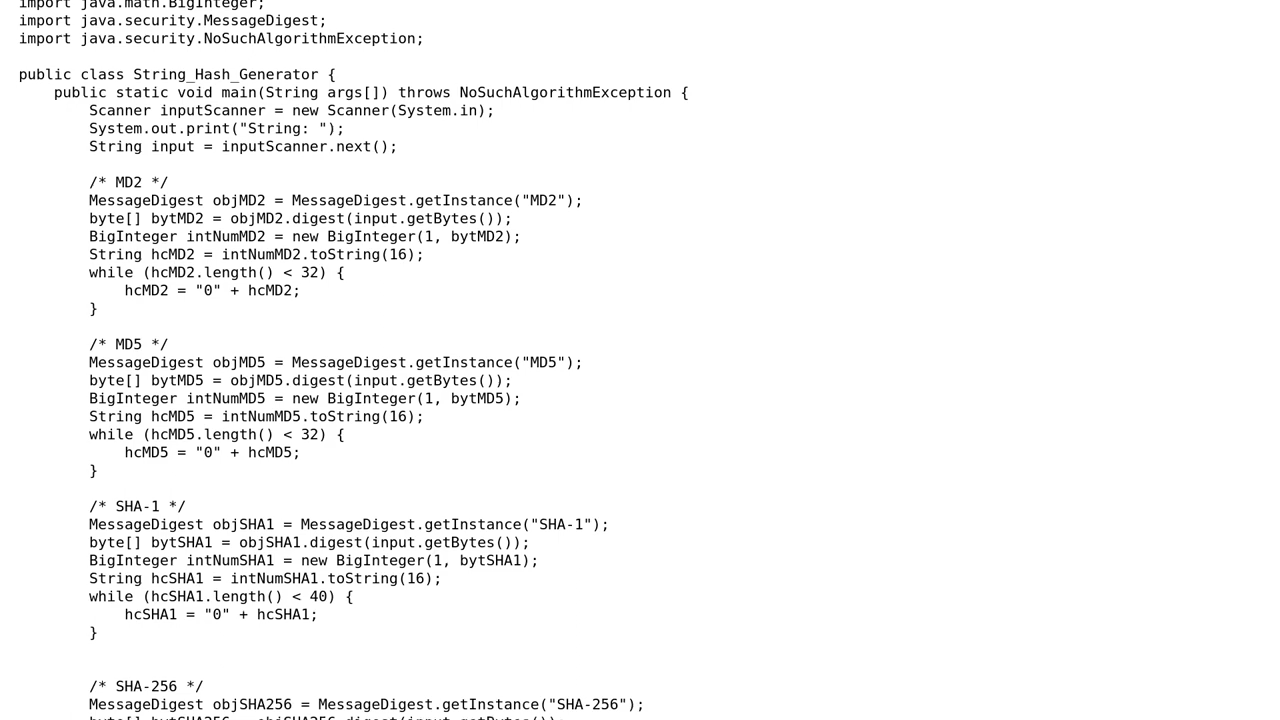 import java.math.BigInteger;
import java.security.MessageDigest;
import java.security.NoSuchAlgorithmException;

public class String_Hash_Generator {
    public static void main(String args[]) throws NoSuchAlgorithmException {
        Scanner inputScanner = new Scanner(System.in);
        System.out.print("String: ");
        String input = inputScanner.next();

        /* MD2 */
        MessageDigest objMD2 = MessageDigest.getInstance("MD2");
        byte[] bytMD2 = objMD2.digest(input.getBytes());
        BigInteger intNumMD2 = new BigInteger(1, bytMD2);
        String hcMD2 = intNumMD2.toString(16);
        while (hcMD2.length() < 32) {
            hcMD2 = "0" + hcMD2;
        }

        /* MD5 */
        MessageDigest objMD5 = MessageDigest.getInstance("MD5");
        byte[] bytMD5 = objMD5.digest(input.getBytes());
        BigInteger intNumMD5 = new BigInteger(1, bytMD5);
        String hcMD5 = intNumMD5.toString(16);
        while (hcMD5.length() < 32) {
            hcMD5 = "0" + hcMD5;
        }

        /* SHA-1 */
        MessageDigest objSHA1 = MessageDigest.getInstance("SHA-1");
        byte[] bytSHA1 = objSHA1.digest(input.getBytes());
        BigInteger intNumSHA1 = new BigInteger(1, bytSHA1);
        String hcSHA1 = intNumSHA1.toString(16);
        while (hcSHA1.length() < 40) {
            hcSHA1 = "0" + hcSHA1;
        }


        /* SHA-256 */
        MessageDigest objSHA256 = MessageDigest.getInstance("SHA-256");
        byte[] bytSHA256 = objSHA256.digest(input.getBytes());